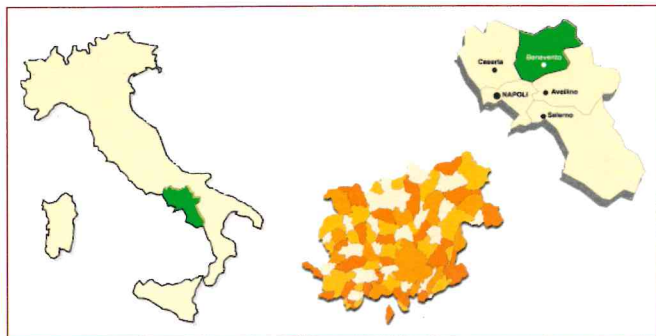 Benevento
Caserta
NAPOLI
Avellino
Salerno